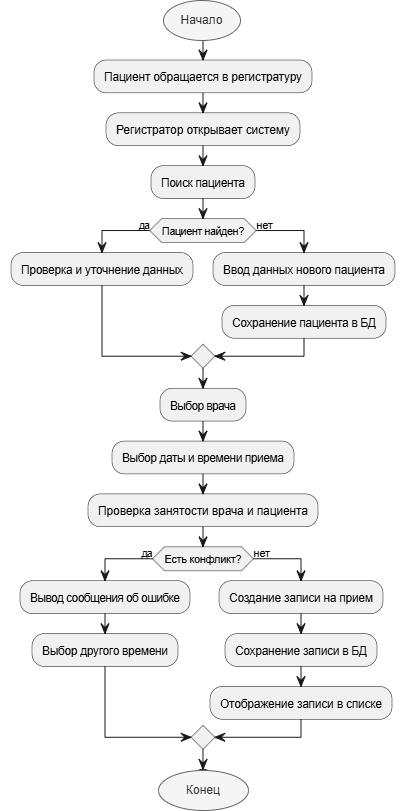 Начало
Пациент обращается в регистратуру
Регистратор открывает систему
Поиск пациента
да
Пациент найден?
нет
Проверка и уточнение данных
Ввод данных нового пациента
Сохранение пациента в БД
Выбор врача
Выбор даты и времени приема
Проверка занятости врача и пациента
да
Есть конфликт?
нет
Вывод сообщения об ошибке
Создание записи на прием
Выбор другого времени
Сохранение записи в БД
Отображение записи в списке
Конец